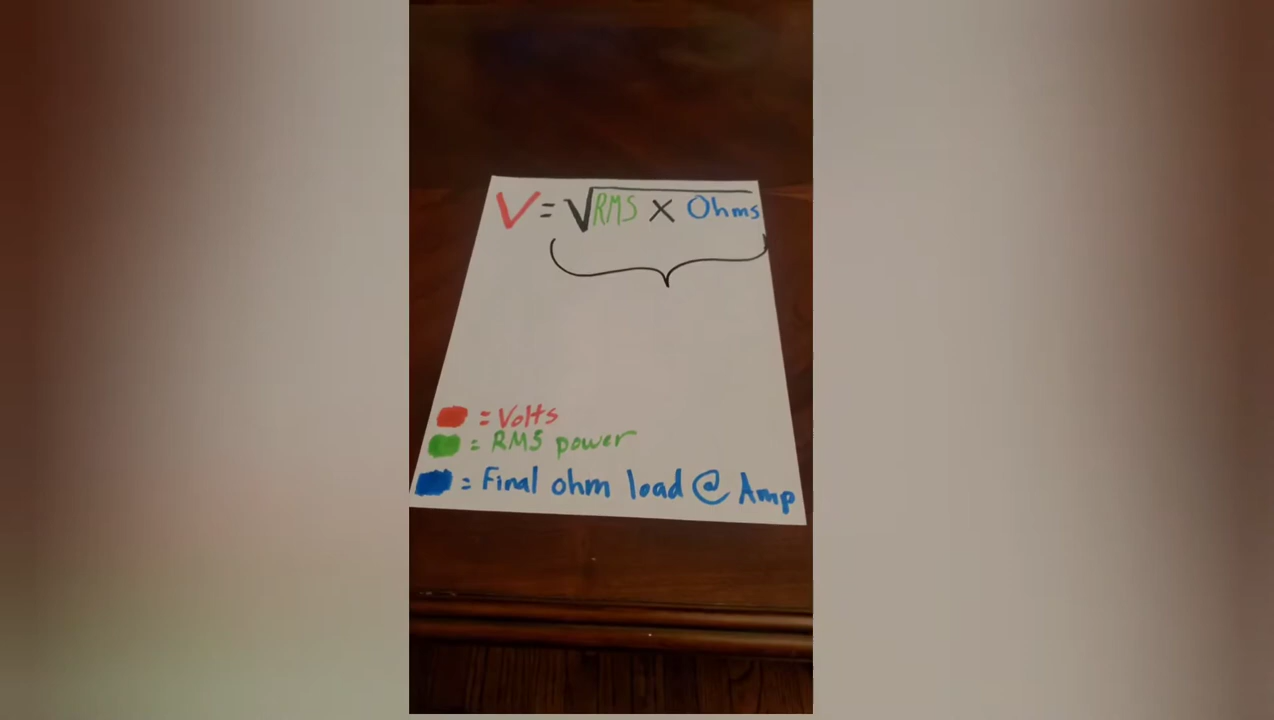 V = √RMS × Ohms
= Volts
= RMS power
= Final ohm load @ Amp